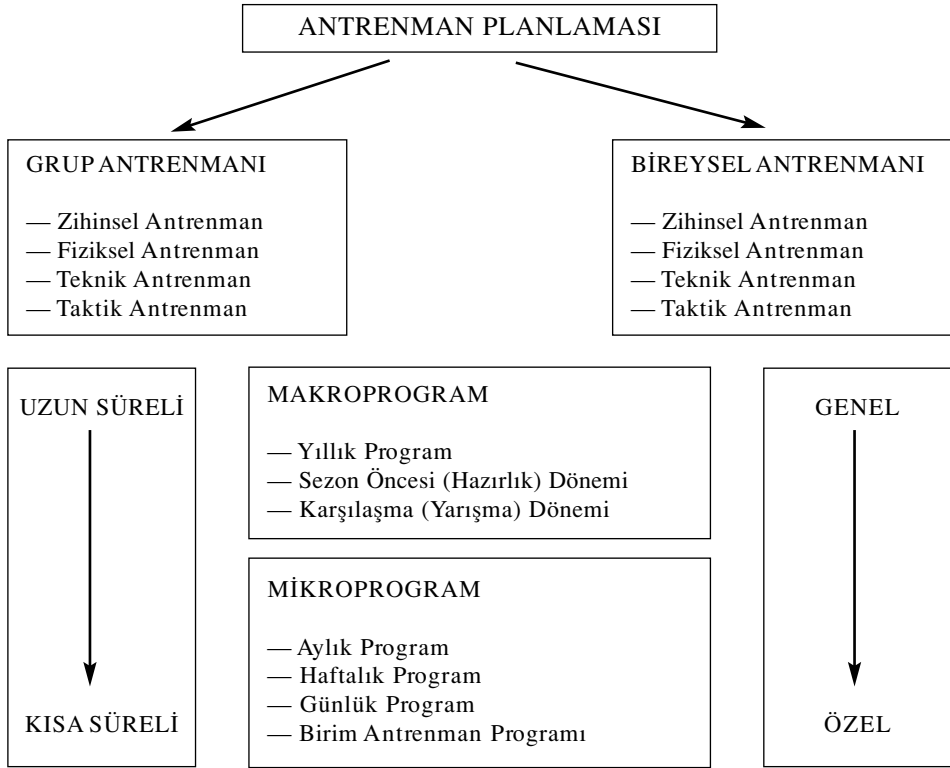 ANTRENMAN PLANLAMASI
GRUP ANTRENMANI
— Zihinsel Antrenman
— Fiziksel Antrenman
— Teknik Antrenman
— Taktik Antrenman
BİREYSEL ANTRENMANI
— Zihinsel Antrenman
— Fiziksel Antrenman
— Teknik Antrenman
— Taktik Antrenman
UZUN SÜRELİ
KISA SÜRELİ
MAKROPROGRAM
— Yıllık Program
— Sezon Öncesi (Hazırlık) Dönemi
— Karşılaşma (Yarışma) Dönemi
MİKROPROGRAM
— Aylık Program
— Haftalık Program
— Günlük Program
— Birim Antrenman Programı
GENEL
ÖZEL